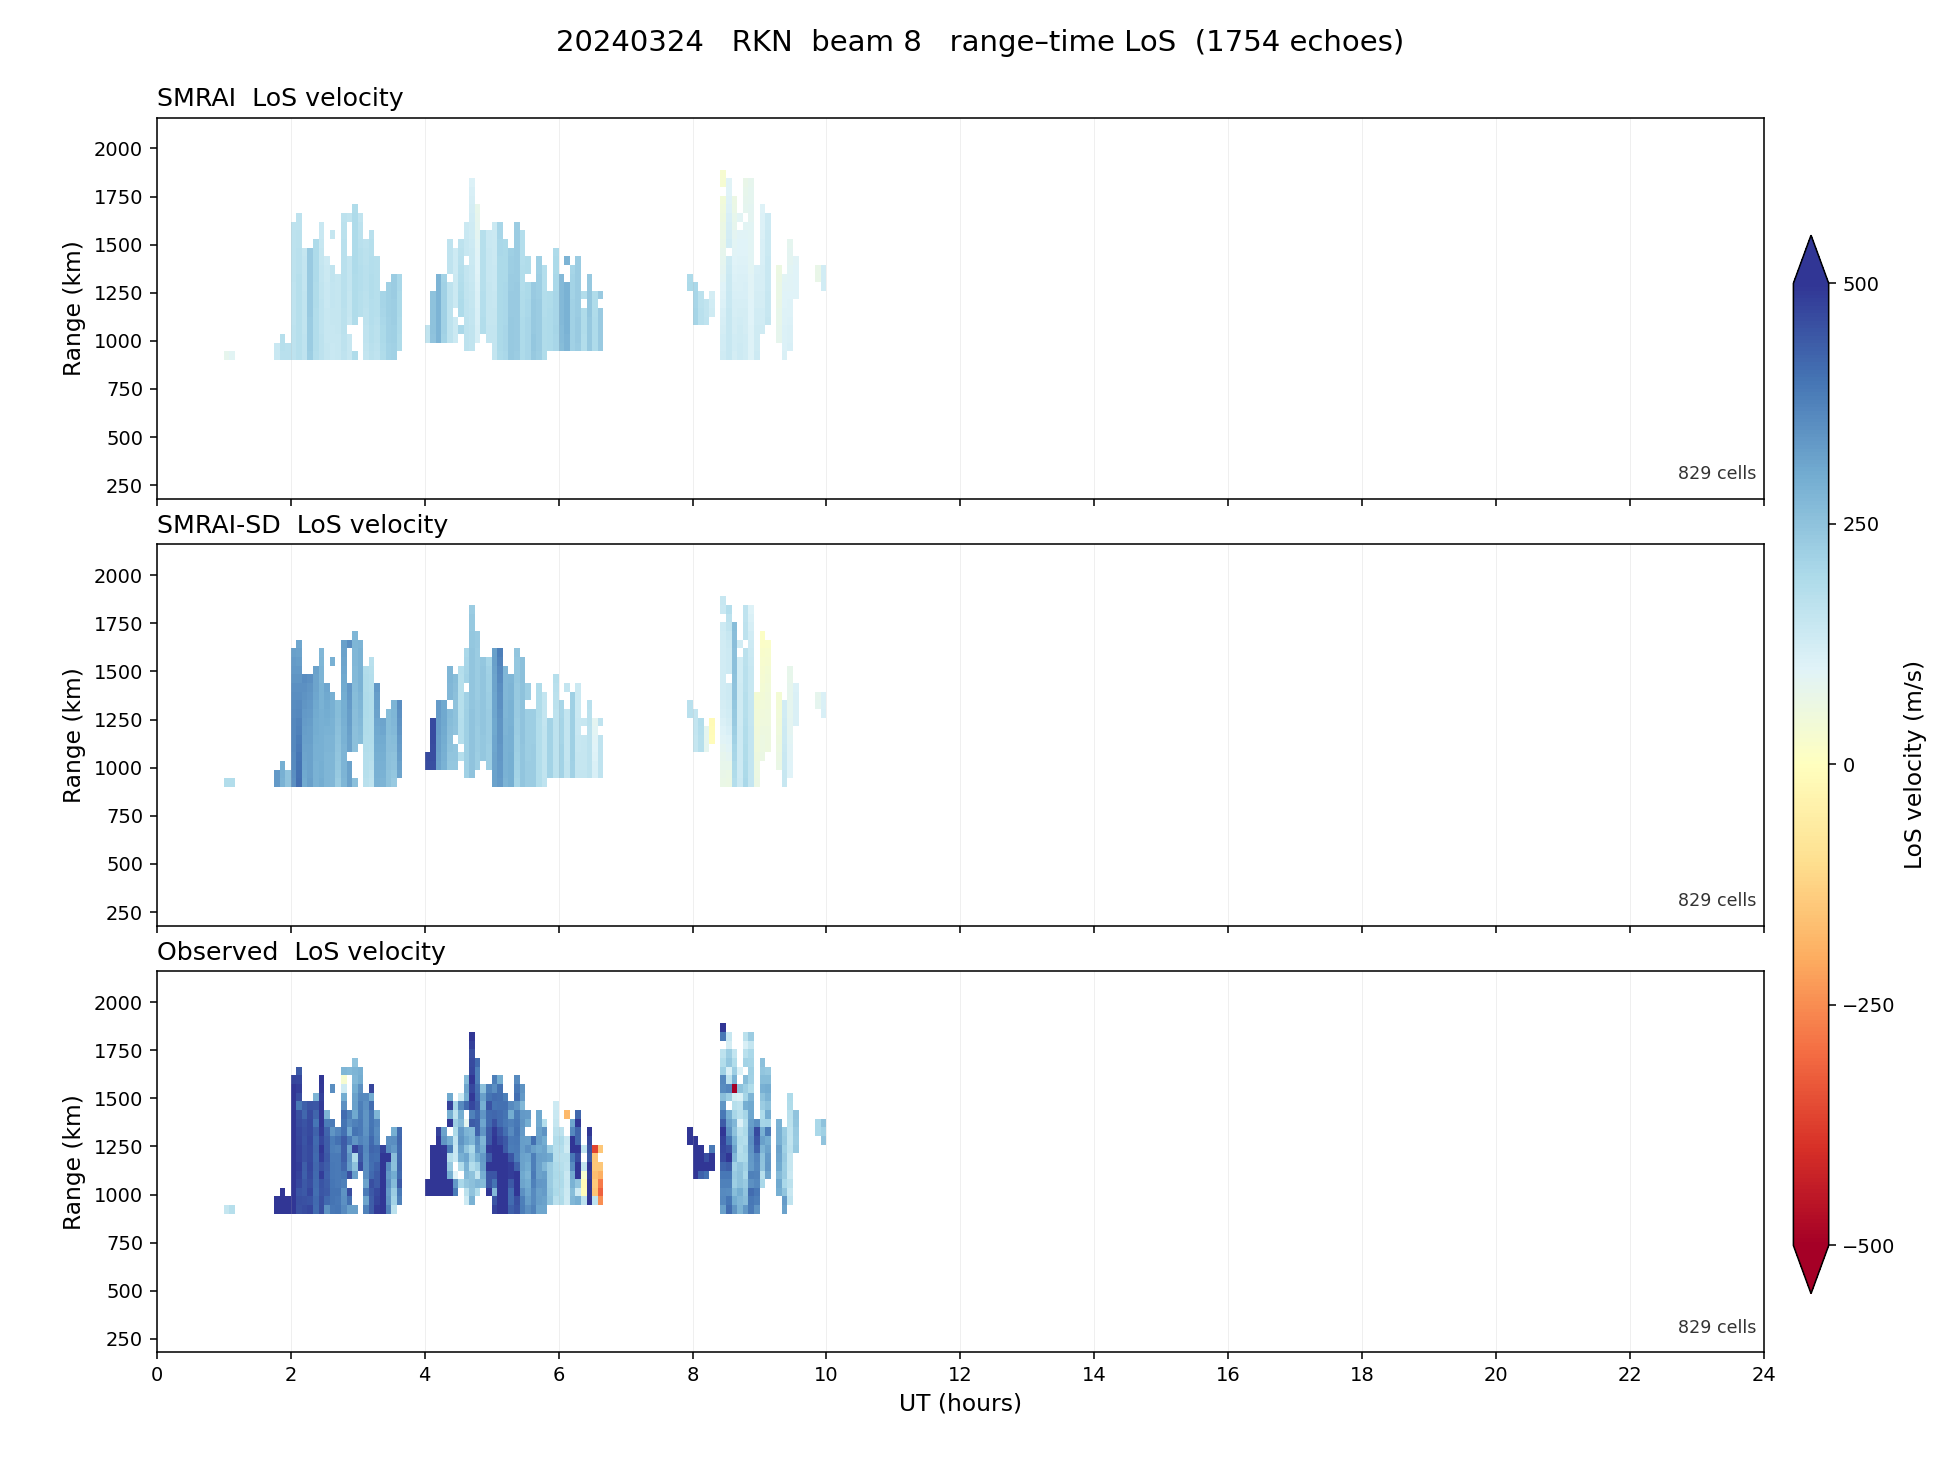 20240324   RKN  beam 8   range–time LoS  (1754 echoes)
SMRAI  LoS velocity
2000
1750
1500
1250
1000
750
500
250
Range (km)
829 cells
SMRAI-SD  LoS velocity
2000
1750
1500
1250
1000
750
500
250
Range (km)
829 cells
Observed  LoS velocity
2000
1750
1500
1250
1000
750
500
250
Range (km)
829 cells
0 2 4 6 8 10 12 14 16 18 20 22 24
UT (hours)
500
250
0
−250
−500
LoS velocity (m/s)